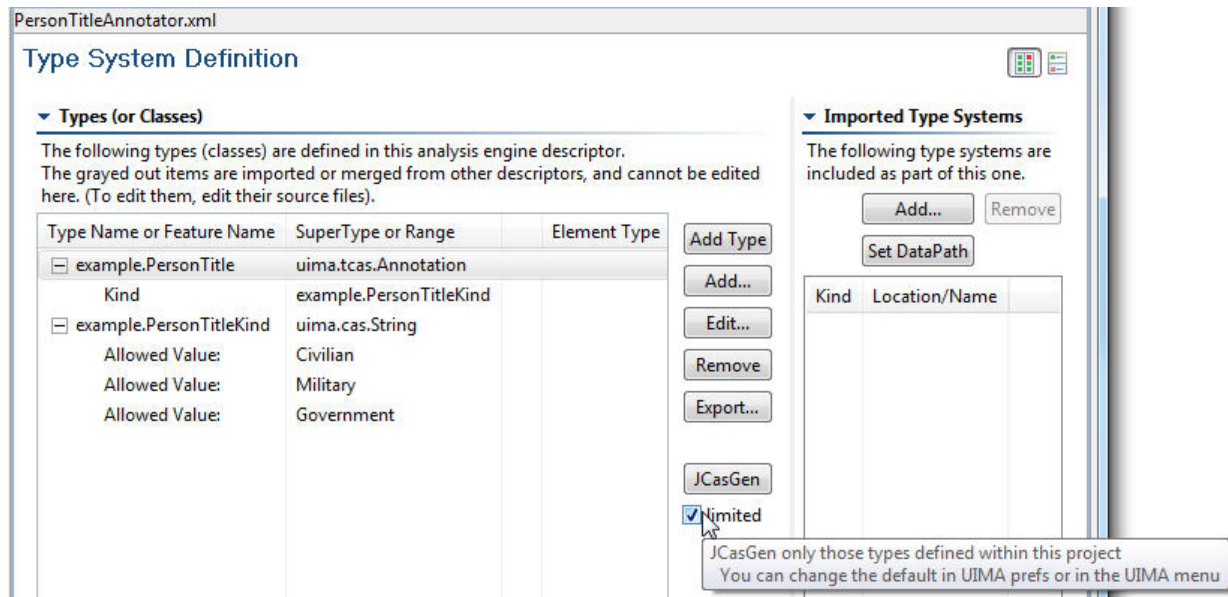 PersonTitleAnnotator.xml
Type System Definition
Types (or Classes)
The following types (classes) are defined in this analysis engine descriptor.
The grayed out items are imported or merged from other descriptors, and cannot be edited
here. (To edit them, edit their source files).
Type Name or Feature Name SuperType or Range Element Type
example.PersonTitle uima.tcas.Annotation
Kind example.PersonTitleKind
example.PersonTitleKind uima.cas.String
Allowed Value: Civilian
Allowed Value: Military
Allowed Value: Government
Add Type
Add...
Edit...
Remove
Export...
JCasGen
limited
Imported Type Systems
The following type systems are
included as part of this one.
Add... Remove
Set DataPath
Kind Location/Name
JCasGen only those types defined within this project
You can change the default in UIMA prefs or in the UIMA menu